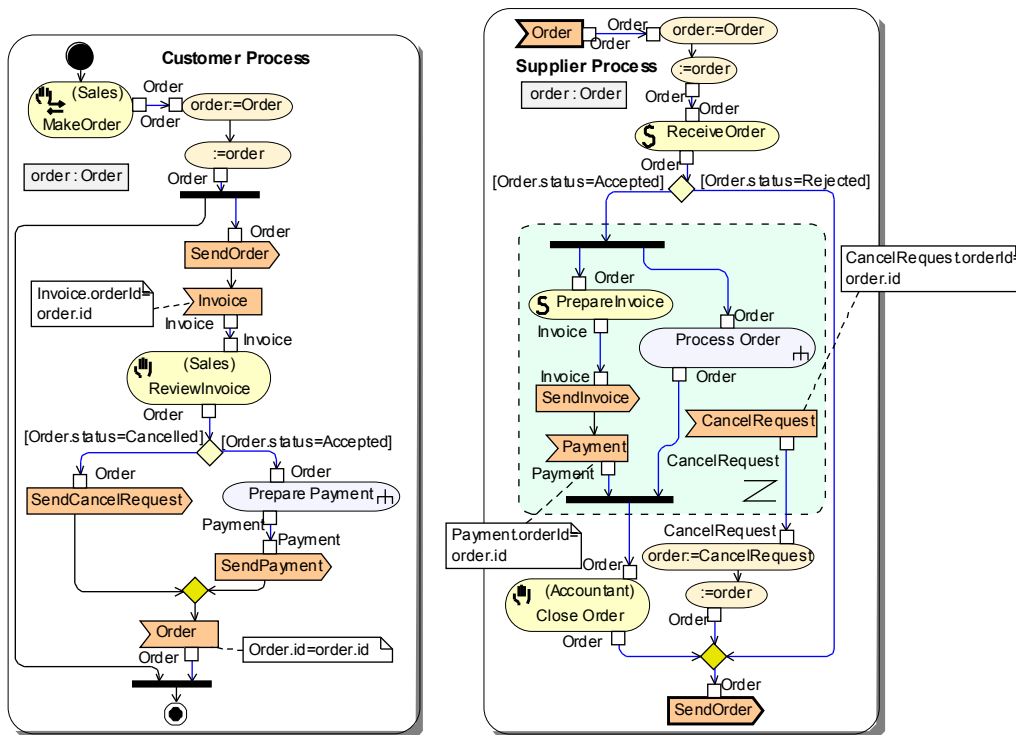 Customer Process
(Sales)
MakeOrder
Order
Order
order:=Order
:=order
Order
order : Order
Order
SendOrder
Invoice.orderId=
order.id
Invoice
Invoice
Invoice
(Sales)
ReviewInvoice
Order
[Order.status=Cancelled]
[Order.status=Accepted]
Order
SendCancelRequest
Order
Prepare Payment
Payment
Payment
SendPayment
Order
Order
Order.id=order.id
Order
Order
Order
order:=Order
Supplier Process
order : Order
:=order
Order
ReceiveOrder
Order
[Order.status=Accepted]
[Order.status=Rejected]
CancelRequest.orderId=
order.id
Order
PrepareInvoice
Invoice
Order
Process Order
Order
Invoice
SendInvoice
CancelRequest
Payment
Payment
CancelRequest
Payment.orderId=
order.id
CancelRequest
order:=CancelRequest
:=order
Order
Order
(Accountant)
Close Order
Order
Order
SendOrder